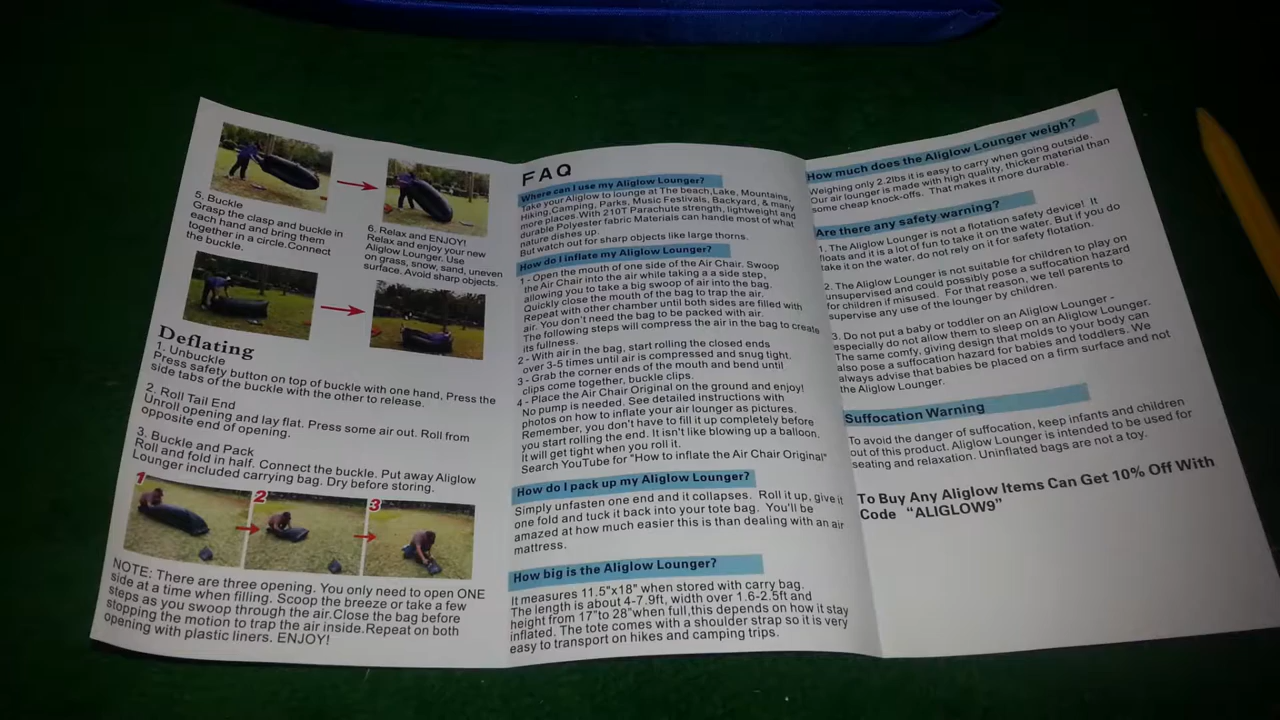 5. Buckle
Grasp the clasp and buckle in
each hand and bring them
together in a circle.Connect
the buckle.
6. Relax and ENJOY!
Relax and enjoy your new
Aliglow Lounger. Use
on grass, snow, sand, uneven
surface. Avoid sharp objects.
Deflating
1. Unbuckle
Press safety button on top of buckle with one hand, Press the
side tabs of the buckle with the other to release.
2. Roll Tail End
Unroll opening and lay flat. Press some air out. Roll from
opposite end of opening.
3. Buckle and Pack
Roll and fold in half. Connect the buckle. Put away Aliglow
Lounger included carrying bag. Dry before storing.
1
2
3
NOTE: There are three opening. You only need to open ONE
side at a time when filling. Scoop the breeze or take a few
steps as you swoop through the air.Close the bag before
stopping the motion to trap the air inside.Repeat on both
opening with plastic liners. ENJOY!
FAQ
Where can I use my Aliglow Lounger?
Take your Aliglow to lounge at The beach,Lake, Mountains,
Hiking,Camping, Parks, Music Festivals, Backyard, & many
more places.With 210T Parachute strength, lightweight and
durable Polyester fabric Materials can handle most of what
nature dishes up.
But watch out for sharp objects like large thorns.
How do I inflate my Aliglow Lounger?
1 - Open the mouth of one side of the Air Chair. Swoop
the Air Chair into the air while taking a a side step,
allowing you to take a big swoop of air into the bag.
Quickly close the mouth of the bag to trap the air.
Repeat with other chamber until both sides are filled with
air. You don't need the bag to be packed with air.
The following steps will compress the air in the bag to create
its fullness.
2 - With air in the bag, start rolling the closed ends
over 3-5 times until air is compressed and snug tight.
3 - Grab the corner ends of the mouth and bend until
clips come together, buckle clips.
4 - Place the Air Chair Original on the ground and enjoy!
No pump is needed. See detailed instructions with
photos on how to inflate your air lounge as pictures.
Remember, you don't have to fill it up completely before
you start rolling the end. It isn't like blowing up a balloon.
It will get tight when you roll it.
Search YouTube for "How to inflate the Air Chair Original"
How do I pack up my Aliglow Lounger?
Simply unfasten one end and it collapses. Roll it up, give it
one fold and tuck it back into your tote bag. You'll be
amazed at how much easier this is than dealing with an air
mattress.
How big is the Aliglow Lounger?
It measures 11.5"x18" when stored with carry bag.
The length is about 4-7.9ft, width over 1.6-2.5ft and
height from 17"to 28"when full,this depends on how it stay
inflated. The tote comes with a shoulder strap so it is very
easy to transport on hikes and camping trips.
How much does the Aliglow Lounger weigh?
Weighing only 2.2lbs it is easy to carry when going outside.
Our air lounger is made with high quality, thicker material than
some cheap knock-offs. That makes it more durable.
Are there any safety warning?
1. The Aliglow Lounger is not a flotation safety device! It
floats and it is a lot of fun to take it on the water. But if you do
take it on the water, do not rely on it for safety flotation.
2. The Aliglow Lounger is not suitable for children to play on
unsupervised and could possibly pose a suffocation hazard
for children if misused. For that reason, we tell parents to
supervise any use of the lounger by children.
3. Do not put a baby or toddler on an Aliglow Lounger -
especially do not allow them to sleep on an Aliglow Lounger.
The same comfy, giving design that molds to your body can
also pose a suffocation hazard for babies and toddlers. We
always advise that babies be placed on a firm surface and not
the Aliglow Lounger.
Suffocation Warning
To avoid the danger of suffocation, keep infants and children
out of this product. Aliglow Lounger is intended to be used for
seating and relaxation. Uninflated bags are not a toy.
To Buy Any Aliglow Items Can Get 10% Off With
Code "ALIGLOW9"